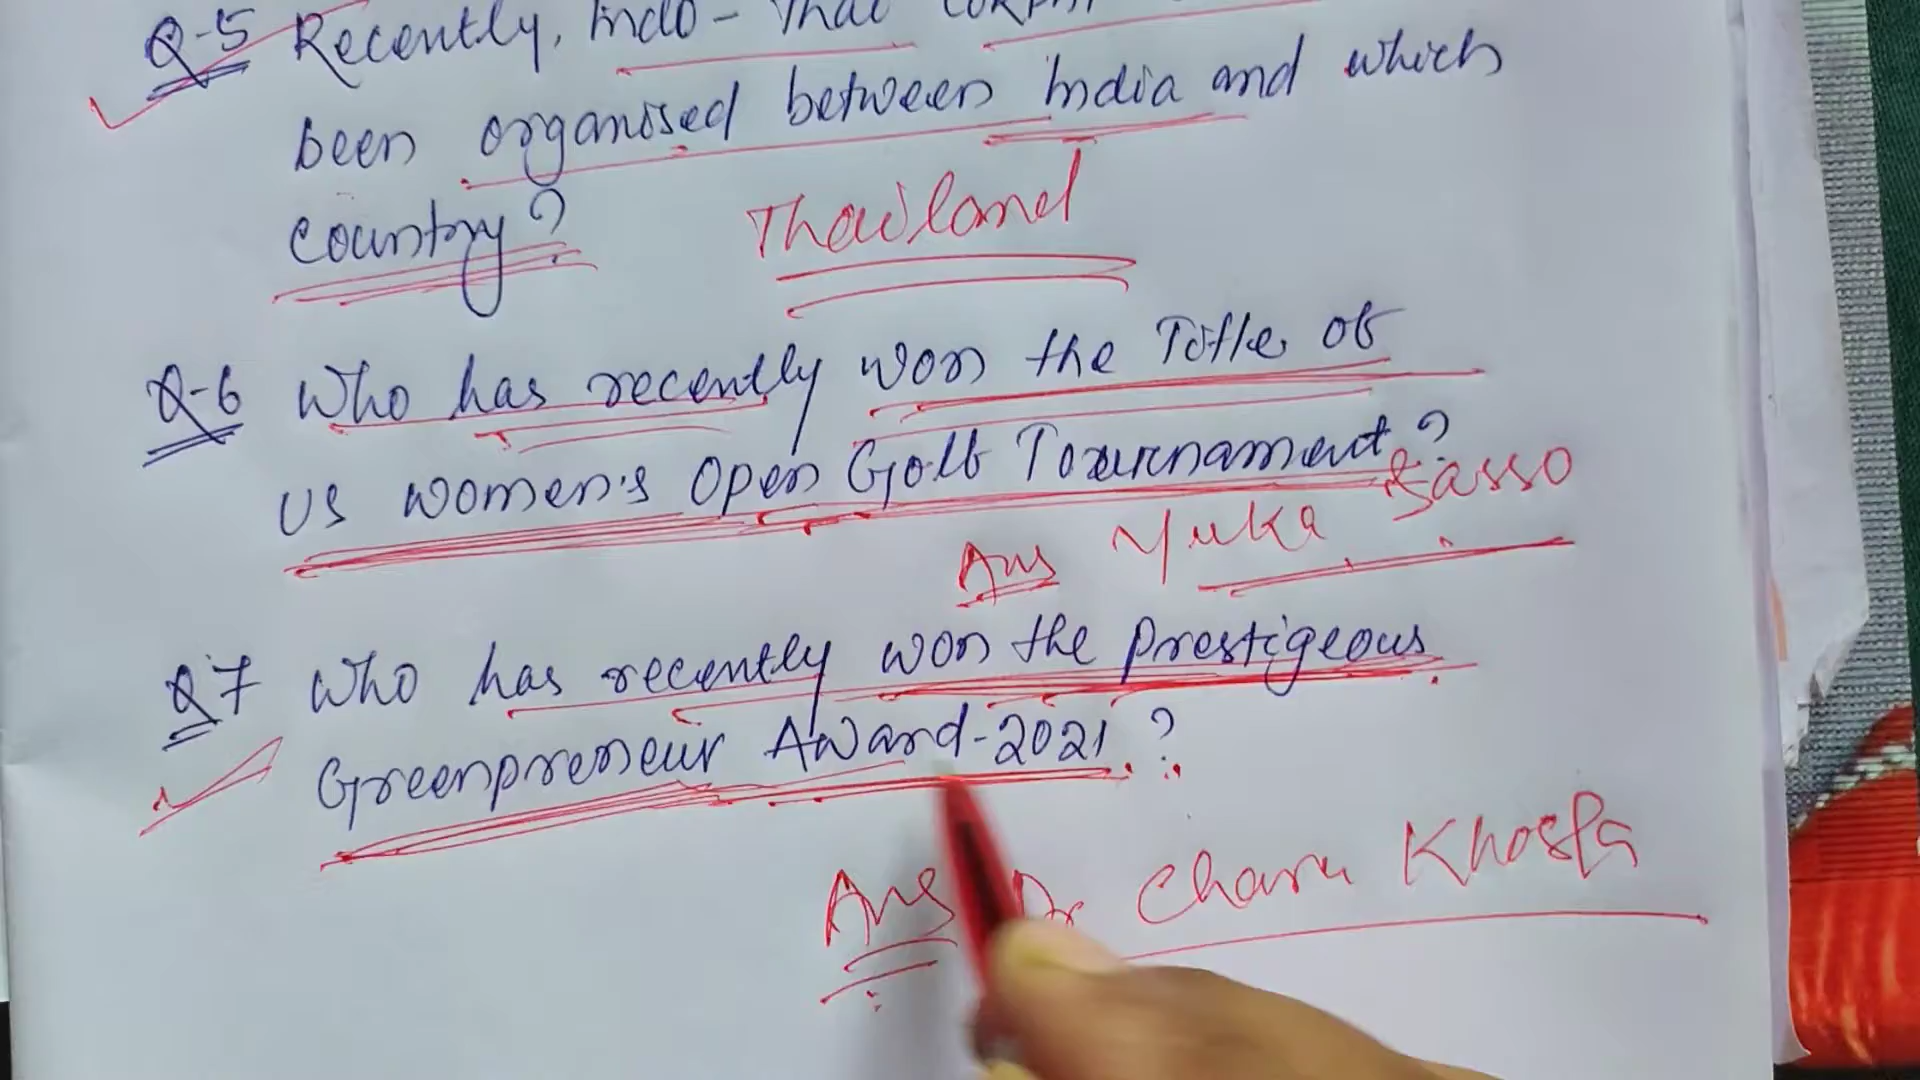 Q-5 Recently, Indo-Thai CORPAT
been organised between India and which
country? Thailand
Q-6 Who has recently won the Title of
US Women's Open Golf Tournament?
Ans Yuka Sasso
Q7 Who has recently won the prestigeous
Greenpreneur Award-2021.?
Ans Dr Charu Khosla